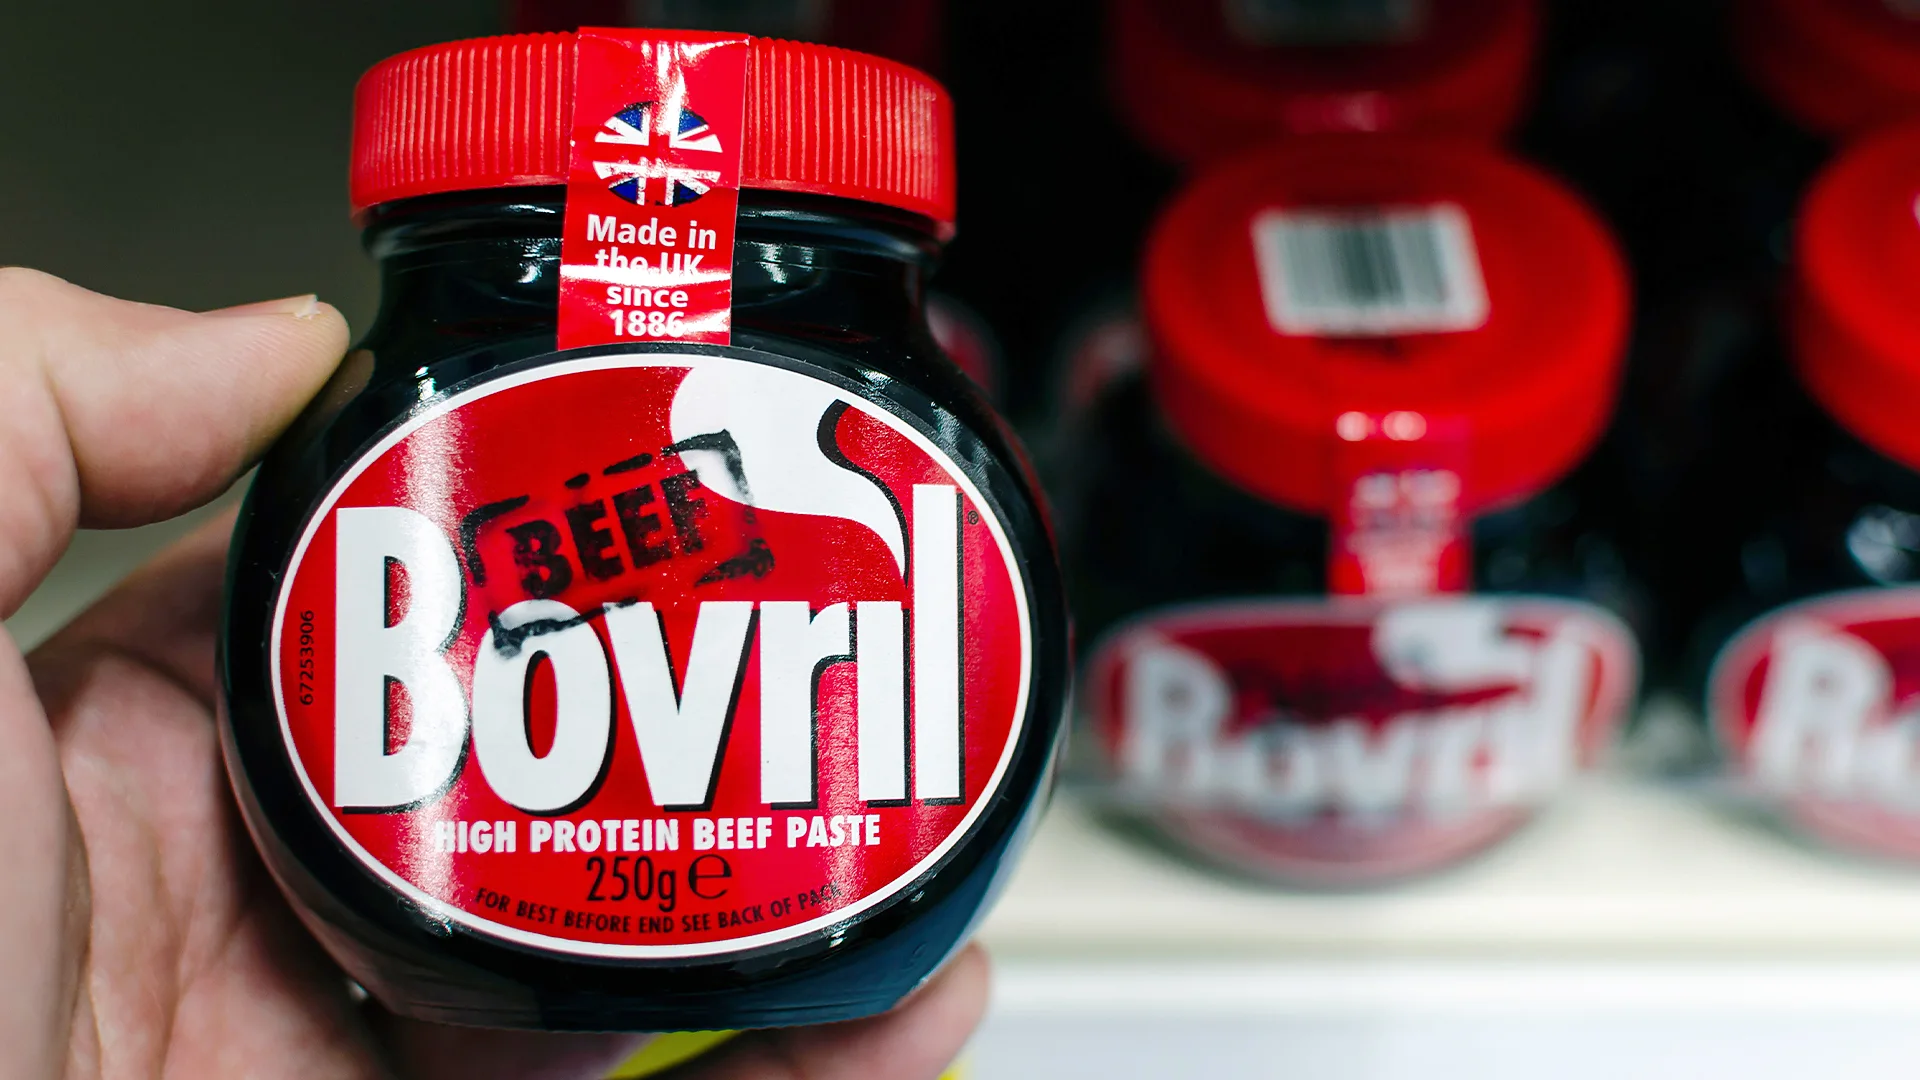 Made in
the UK
since
1886
BEEF
Bovril
®
HIGH PROTEIN BEEF PASTE
250g ℮
FOR BEST BEFORE END SEE BACK OF PACK
67253906
Bovril